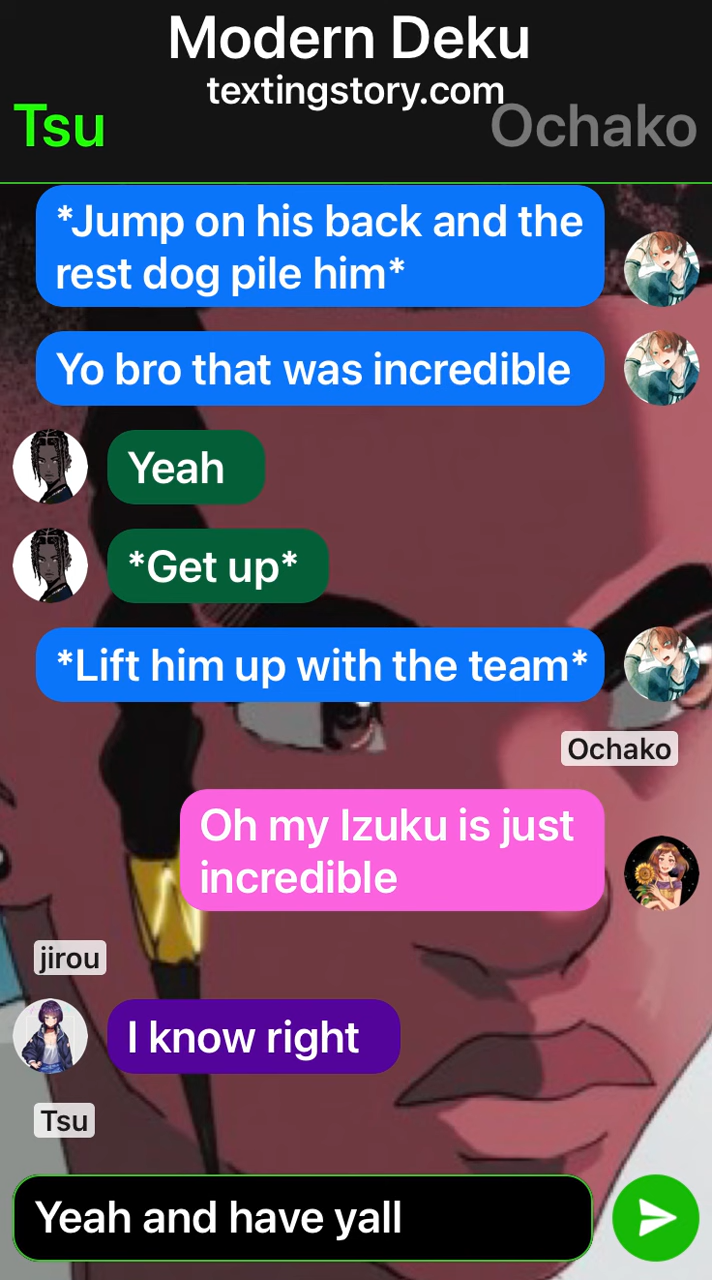 Modern Deku
textingstory.com
Tsu
Ochako
*Jump on his back and the
rest dog pile him*
Yo bro that was incredible
Yeah
*Get up*
*Lift him up with the team*
Ochako
Oh my Izuku is just
incredible
jirou
I know right
Tsu
Yeah and have yall